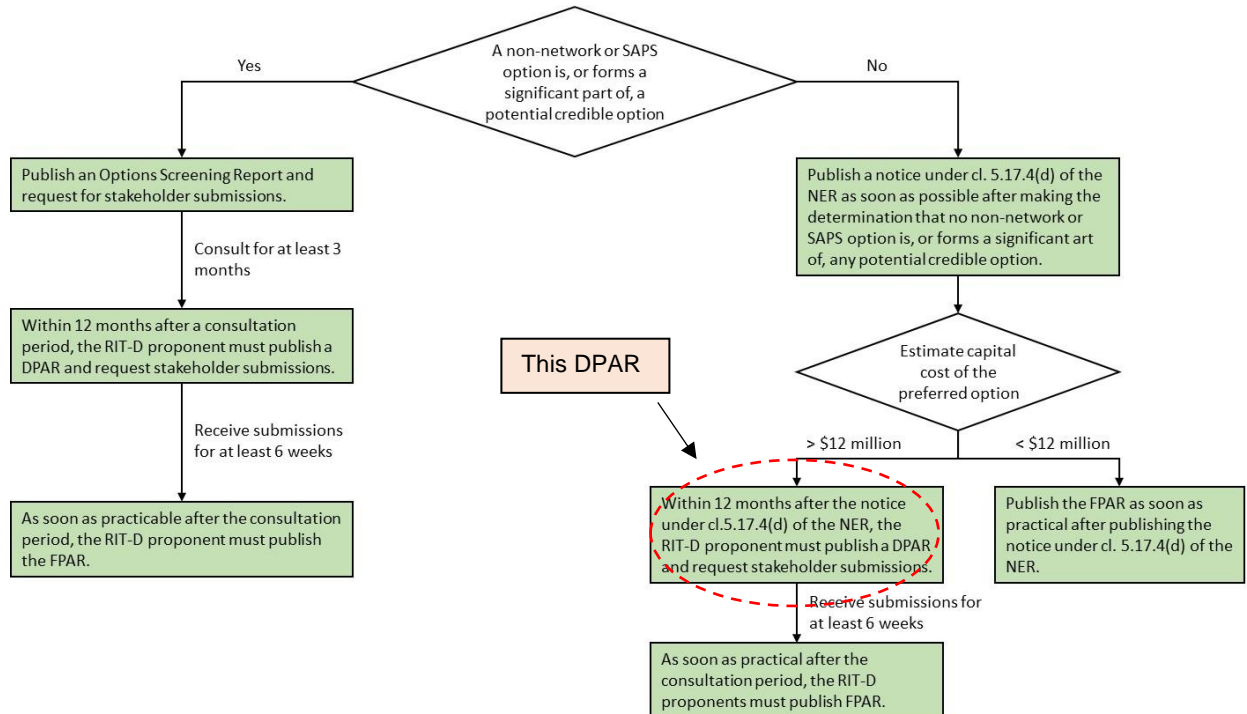 A non-network or SAPS
option is, or forms a
significant part of, a
potential credible option
Yes
No
Publish an Options Screening Report and
request for stakeholder submissions.
Consult for at least 3
months
Within 12 months after a consultation
period, the RIT-D proponent must publish a
DPAR and request stakeholder submissions.
Receive submissions
for at least 6 weeks
As soon as practicable after the consultation
period, the RIT-D proponent must publish
the FPAR.
Publish a notice under cl. 5.17.4(d) of the
NER as soon as possible after making the
determination that no non-network or
SAPS option is, or forms a significant art
of, any potential credible option.
Estimate capital
cost of the
preferred option
This DPAR
> $12 million
< $12 million
Within 12 months after the notice
under cl.5.17.4(d) of the NER, the
RIT-D proponent must publish a DPAR
and request stakeholder submissions.
Receive submissions for
at least 6 weeks
As soon as practical after the
consultation period, the RIT-D
proponents must publish FPAR.
Publish the FPAR as soon as
practical after publishing the
notice under cl. 5.17.4(d) of the
NER.